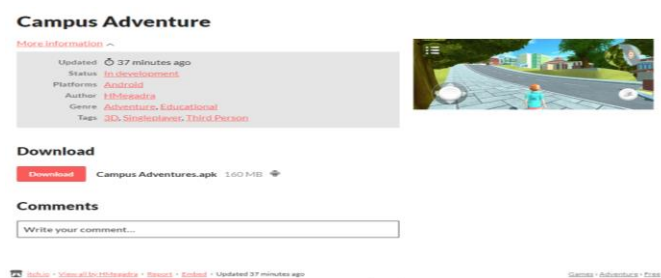 Campus Adventure
More information
Updated 37 minutes ago
Status In development
Platforms Android
Author HMegadra
Genre Adventure, Educational
Tags 3D, Singleplayer, Third Person
Download
Download Campus Adventures.apk 160 MB
Comments
Write your comment...
itch.io · View all by HMegadra · Report · Embed · Updated 37 minutes ago
Games › Adventure › Free